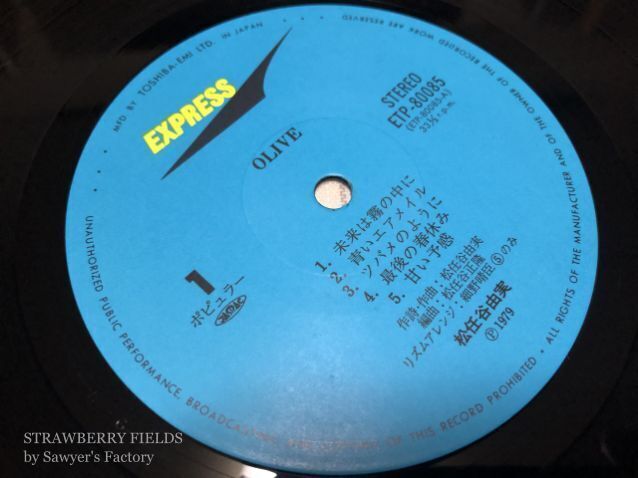 MFD BY TOSHIBA-EMI LTD. IN JAPAN
ALL RIGHTS OF THE MANUFACTURER AND OF THE OWNER OF THE RECORDED WORK ARE RESERVED
UNAUTHORIZED PUBLIC PERFORMANCE, BROADCASTING AND COPYING OF THIS RECORD PROHIBITED
EXPRESS
OLIVE
STEREO
ETP-80085
(ETP-80085-A)
33⅓ r.p.m.
1
ポピュラー
1. 未来は霧の中に
2. 青いエアメイル
3. ツバメのように
4. 最後の春休み
5. 甘い予感
作詩・作曲：松任谷由実
編曲：松任谷正隆
リズムアレンジ：細野晴臣⑤のみ
松任谷由実
Ⓟ1979
STRAWBERRY FIELDS
by Sawyer's Factory